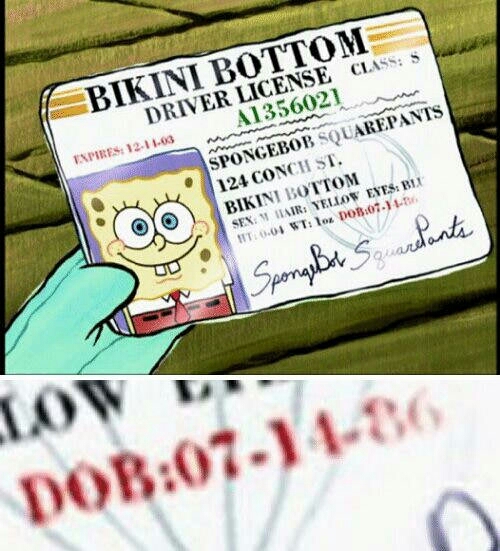 BIKINI BOTTOM
DRIVER LICENSE CLASS: S
A1356021
EXPIRES: 12-14-03
SPONGEBOB SQUAREPANTS
124 CONCH ST.
BIKINI BOTTOM
SEX: M HAIR: YELLOW EYES: BLU
HT: 0.04 WT: 1oz DOB:07-14-86
SpongeBob SquarePants
LOW
DOB:07-14-86